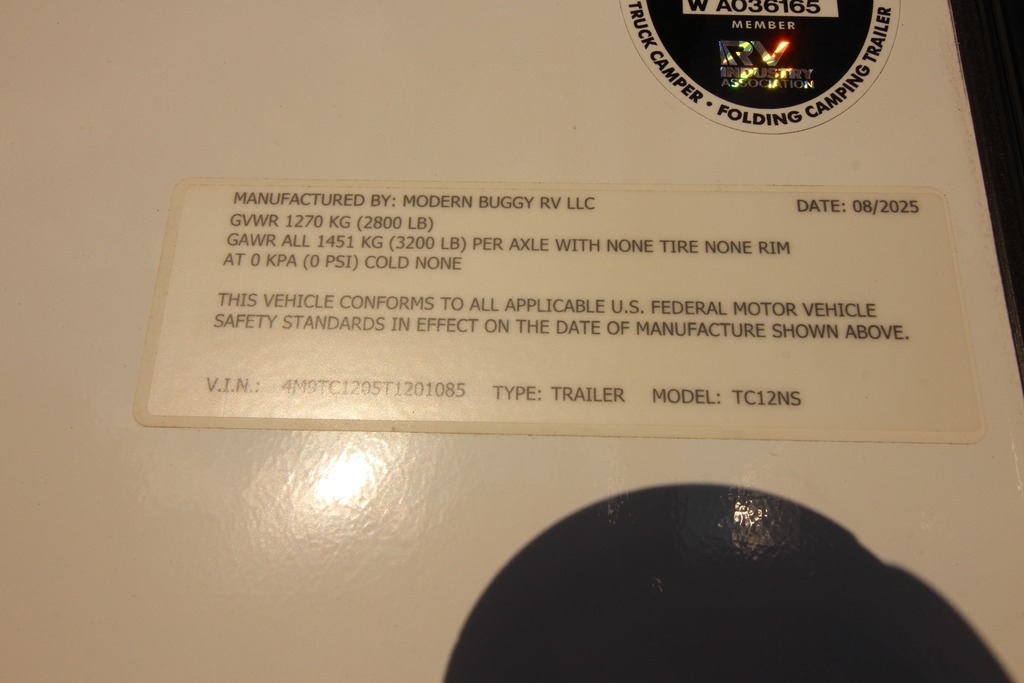 W A036165
MEMBER
RV
INDUSTRY
ASSOCIATION
TRUCK CAMPER • FOLDING CAMPING TRAILER
MANUFACTURED BY: MODERN BUGGY RV LLC DATE: 08/2025
GVWR 1270 KG (2800 LB)
GAWR ALL 1451 KG (3200 LB) PER AXLE WITH NONE TIRE NONE RIM
AT 0 KPA (0 PSI) COLD NONE
THIS VEHICLE CONFORMS TO ALL APPLICABLE U.S. FEDERAL MOTOR VEHICLE
SAFETY STANDARDS IN EFFECT ON THE DATE OF MANUFACTURE SHOWN ABOVE.
V.I.N.: 4M9TC1205T1201085 TYPE: TRAILER MODEL: TC12NS